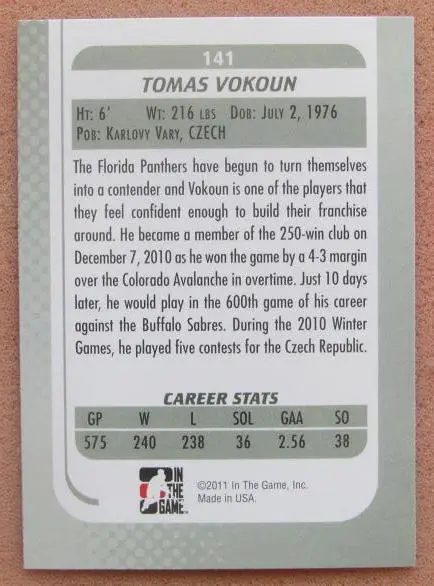 141
TOMAS VOKOUN
HT: 6' WT: 216 LBS DOB: JULY 2, 1976
POB: KARLOVY VARY, CZECH
The Florida Panthers have begun to turn themselves
into a contender and Vokoun is one of the players that
they feel confident enough to build their franchise
around. He became a member of the 250-win club on
December 7, 2010 as he won the game by a 4-3 margin
over the Colorado Avalanche in overtime. Just 10 days
later, he would play in the 600th game of his career
against the Buffalo Sabres. During the 2010 Winter
Games, he played five contests for the Czech Republic.
CAREER STATS
GP W L SOL GAA SO
575 240 238 36 2.56 38
IN
THE
GAME
©2011 In The Game, Inc.
Made in USA.